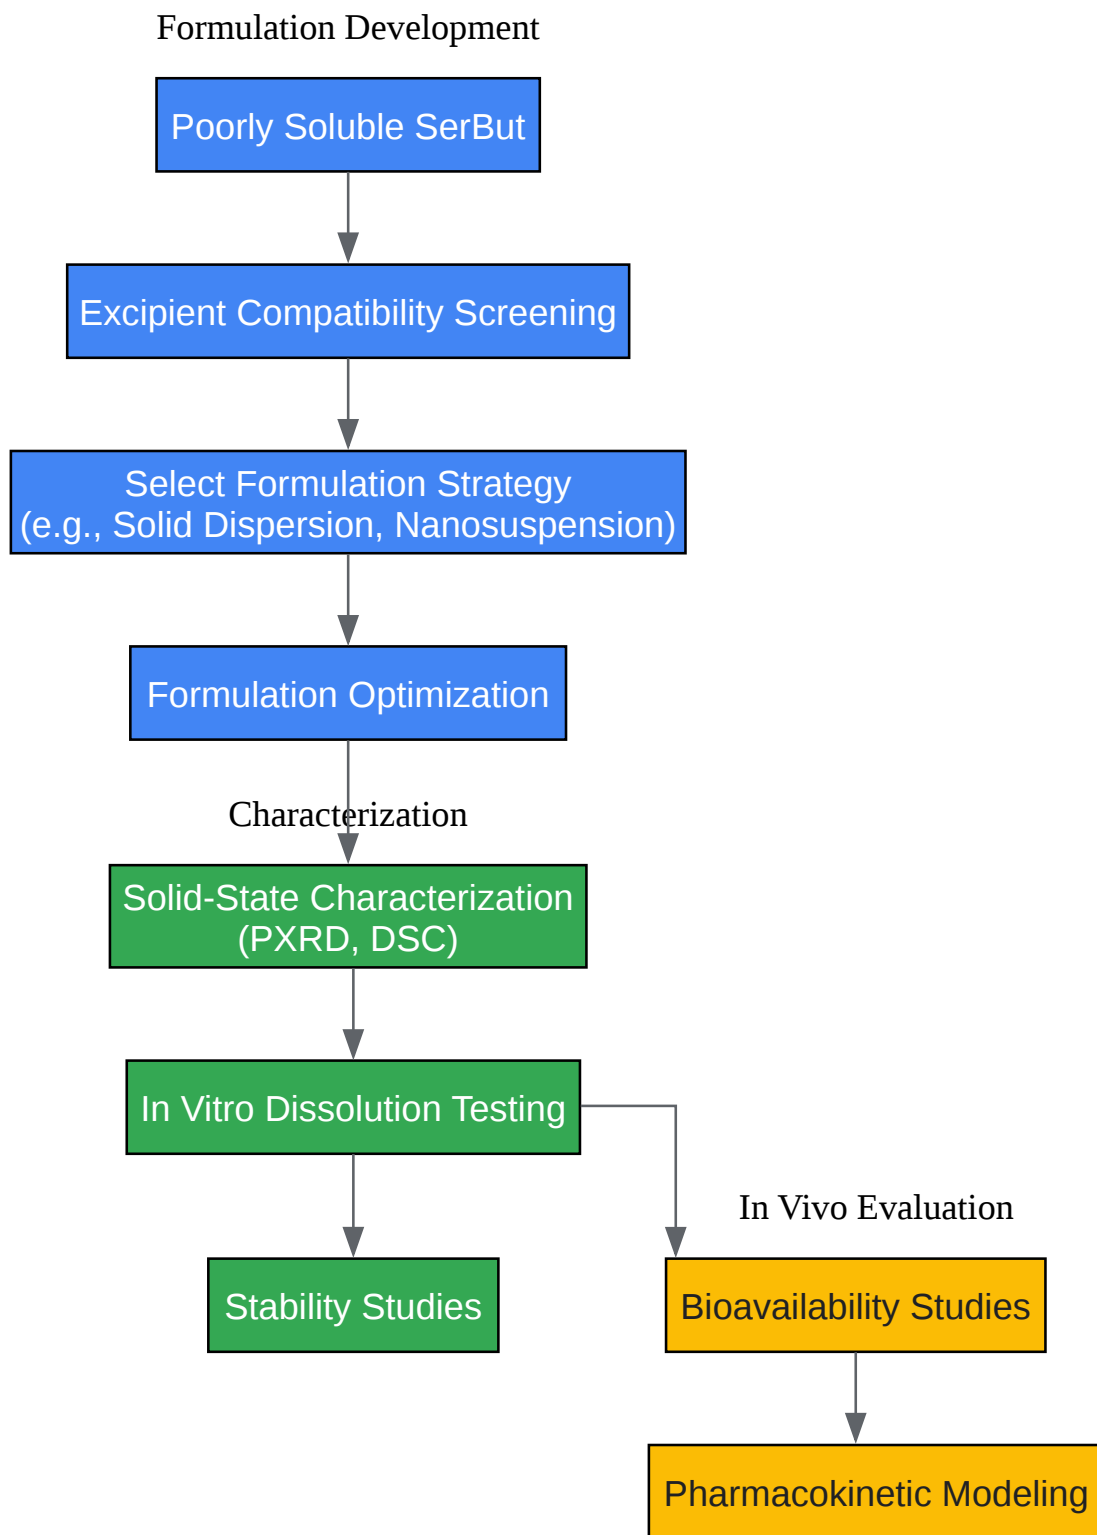 Formulation Development
Poorly Soluble SerBut
Excipient Compatibility Screening
Select Formulation Strategy
(e.g., Solid Dispersion, Nanosuspension)
Formulation Optimization
Characterization
Solid-State Characterization
(PXRD, DSC)
In Vitro Dissolution Testing
Stability Studies
In Vivo Evaluation
Bioavailability Studies
Pharmacokinetic Modeling